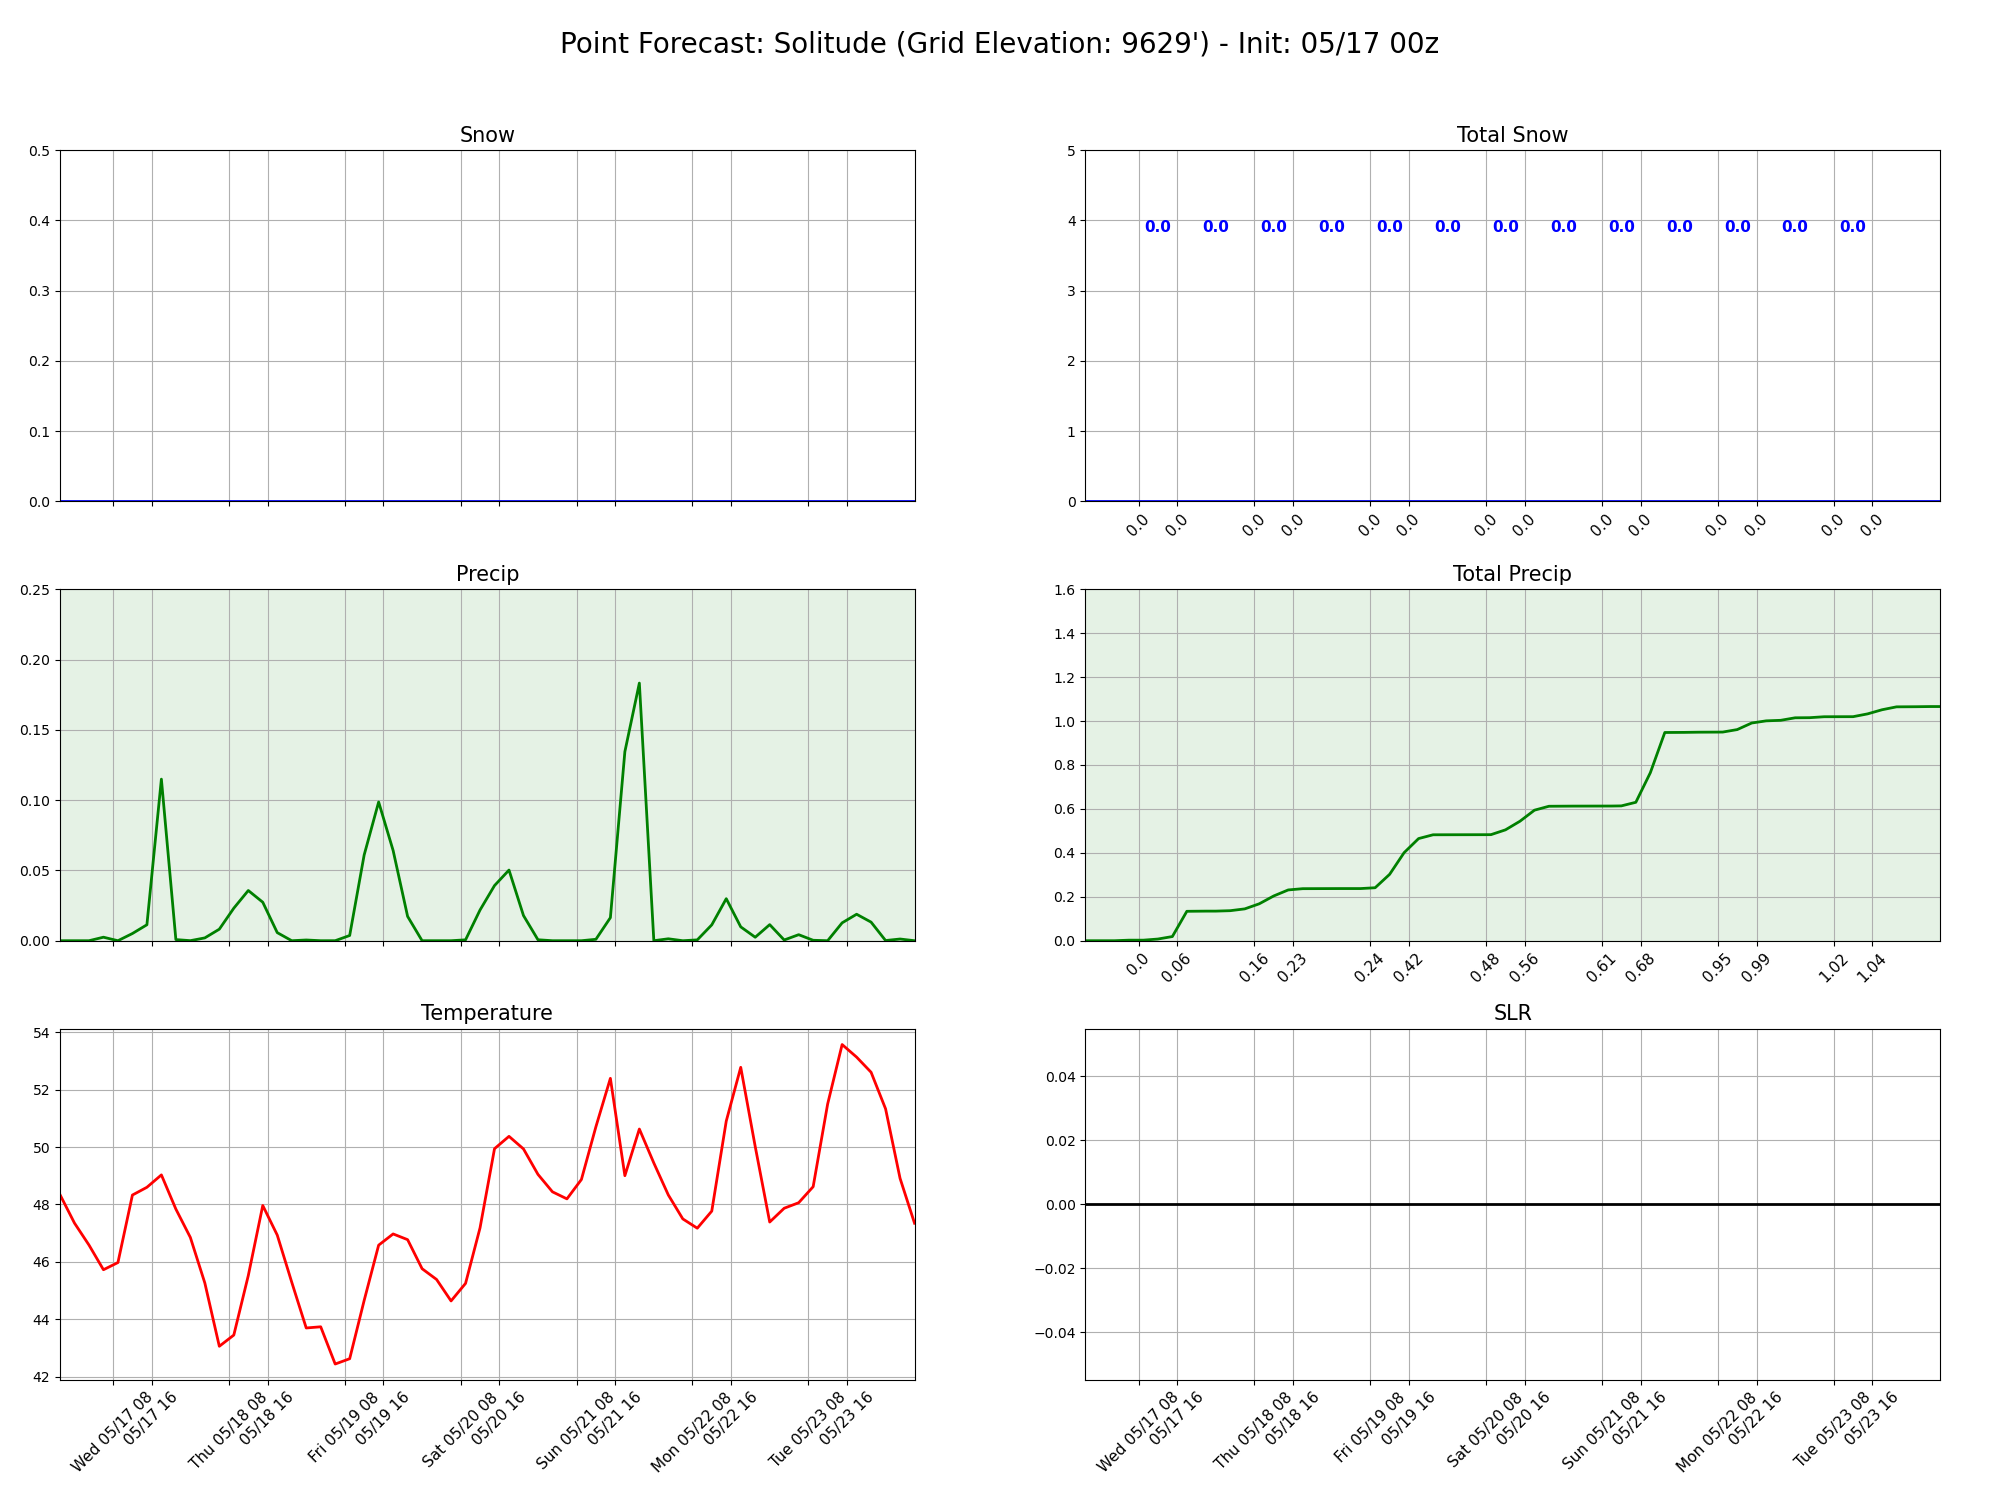 Point Forecast: Solitude (Grid Elevation: 9629') - Init: 05/17 00z
Snow
0.5
0.4
0.3
0.2
0.1
0.0
Total Snow
5
4
3
2
1
0
0.0 0.0 0.0 0.0 0.0 0.0 0.0 0.0 0.0 0.0 0.0 0.0 0.0
0.0 0.0 0.0 0.0 0.0 0.0 0.0 0.0 0.0 0.0 0.0 0.0 0.0 0.0
Precip
0.25
0.20
0.15
0.10
0.05
0.00
Total Precip
1.6
1.4
1.2
1.0
0.8
0.6
0.4
0.2
0.0
0.0 0.06 0.16 0.23 0.24 0.42 0.48 0.56 0.61 0.68 0.95 0.99 1.02 1.04
Temperature
54
52
50
48
46
44
42
Wed 05/17 08
05/17 16
Thu 05/18 08
05/18 16
Fri 05/19 08
05/19 16
Sat 05/20 08
05/20 16
Sun 05/21 08
05/21 16
Mon 05/22 08
05/22 16
Tue 05/23 08
05/23 16
SLR
0.04
0.02
0.00
−0.02
−0.04
Wed 05/17 08
05/17 16
Thu 05/18 08
05/18 16
Fri 05/19 08
05/19 16
Sat 05/20 08
05/20 16
Sun 05/21 08
05/21 16
Mon 05/22 08
05/22 16
Tue 05/23 08
05/23 16